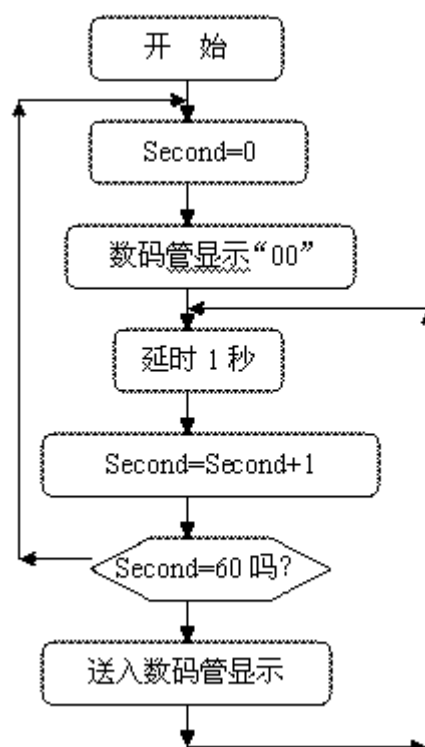 开 始
Second=0
数码管显示“00”
延时 1 秒
Second=Second+1
Second=60 吗?
送入数码管显示